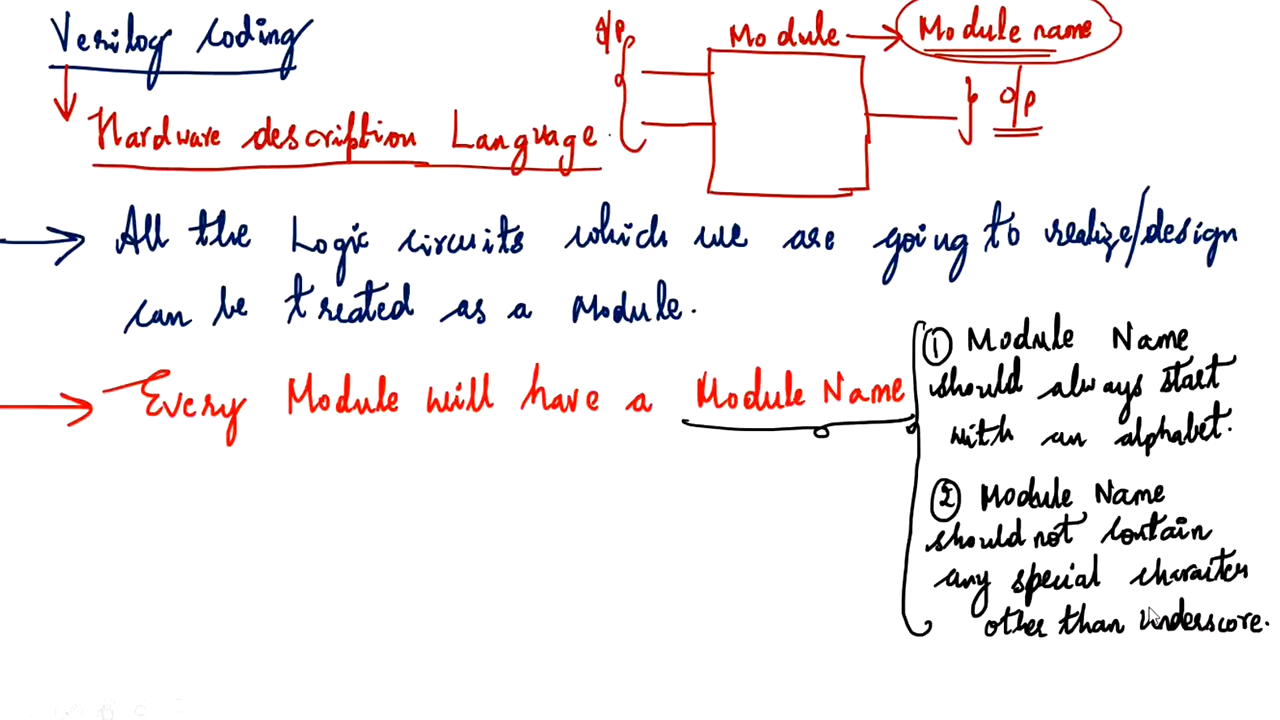 Verilog coding
Hardware description Language.
I/p
Module → Module name
O/p
→ All the Logic circuits which we are going to realize/design
can be treated as a Module.
→ Every Module will have a Module Name
① Module Name
should always start
with an alphabet.
② Module Name
should not contain
any special character
other than underscore.